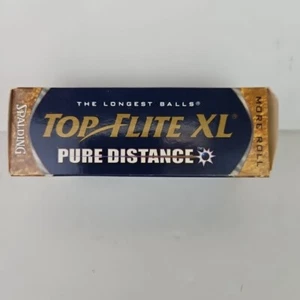 THE LONGEST BALLS®
TOP FLITE XL®
PURE DISTANCE
SPALDING
MORE ROLL